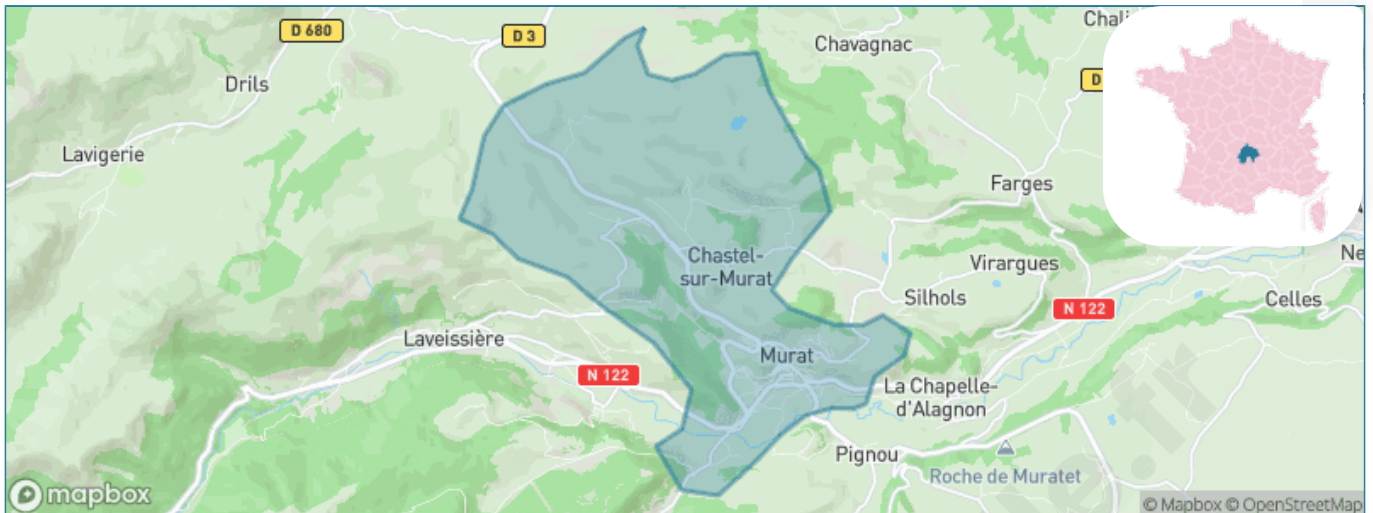 D 680
D 3
Chavagnac
Drils
Lavigerie
Farges
Chastel-
sur-Murat
Virargues
Silhols
Celles
N 122
Laveissière
Murat
N 122
La Chapelle-
d'Alagnon
Pignou
Roche de Muratet
mapbox
© Mapbox © OpenStreetMap